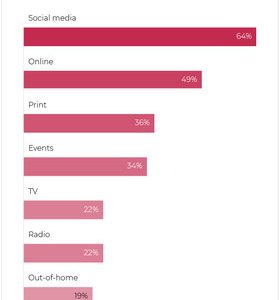 Social media
64%
Online
49%
Print
36%
Events
34%
TV
22%
Radio
22%
Out-of-home
19%